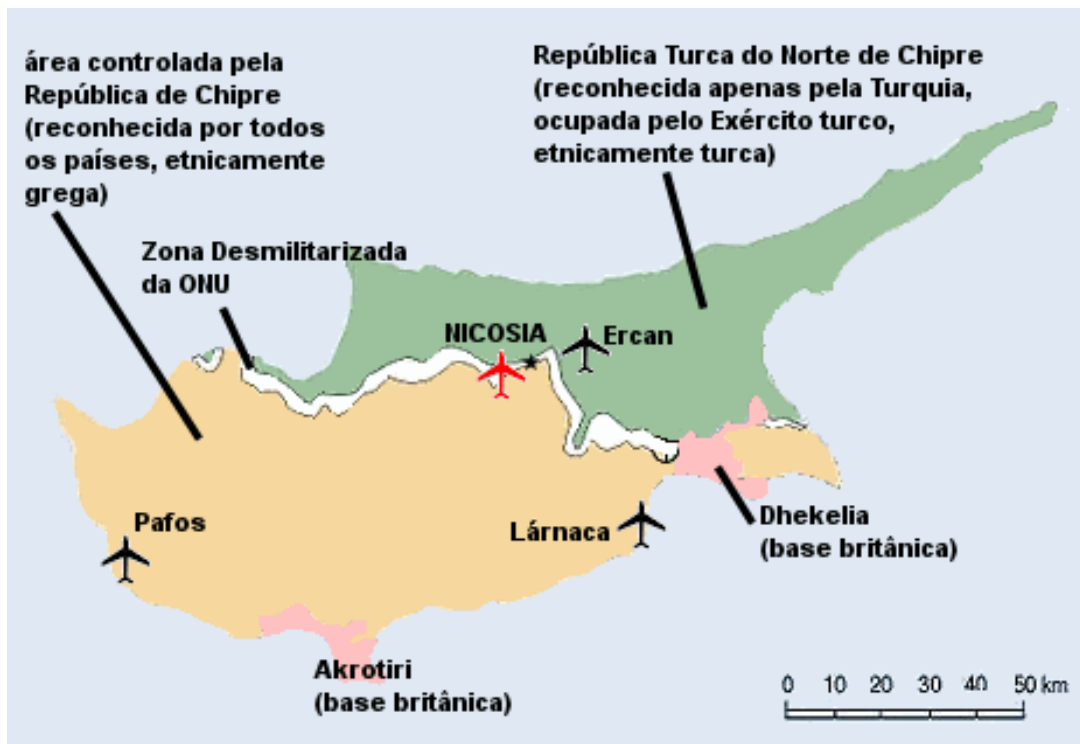 área controlada pela
República de Chipre
(reconhecida por todos
os países, etnicamente
grega)
República Turca do Norte de Chipre
(reconhecida apenas pela Turquia,
ocupada pelo Exército turco,
etnicamente turca)
Zona Desmilitarizada
da ONU
NICOSIA
Ercan
Pafos
Lárnaca
Dhekelia
(base britânica)
Akrotiri
(base britânica)
0 10 20 30 40 50 km